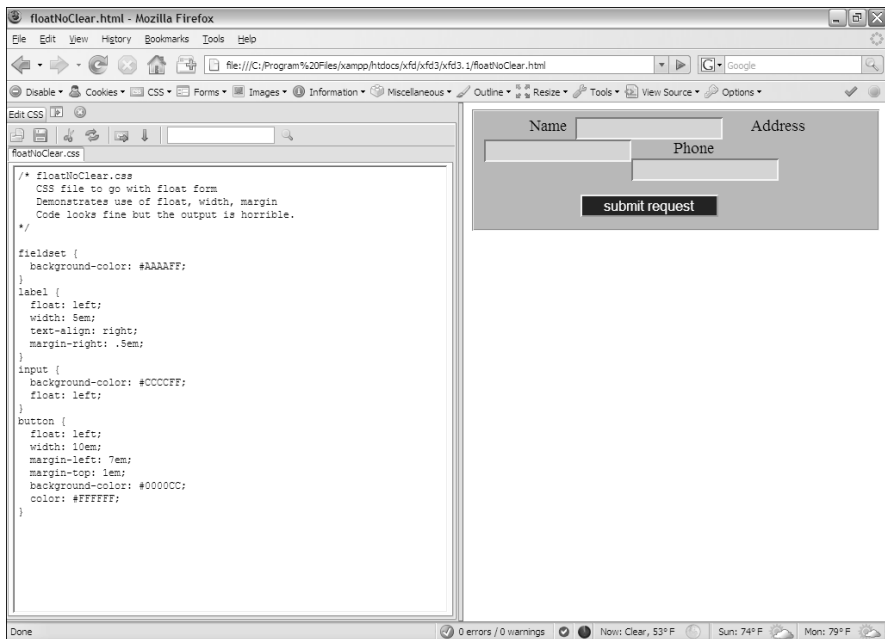 floatNoClear.html - Mozilla Firefox
File Edit View History Bookmarks Tools Help
file:///C:/Program%20Files/xampp/htdocs/xfd/xfd3/xfd3.1/floatNoClear.html
G Google
Disable Cookies CSS Forms Images Information Miscellaneous Outline Resize Tools View Source Options
Edit CSS
floatNoClear.css
/* floatNoClear.css
CSS file to go with float form
Demonstrates use of float, width, margin
Code looks fine but the output is horrible.
*/
fieldset {
background-color: #AAAAFF;
}
label {
float: left;
width: 5em;
text-align: right;
margin-right: .5em;
}
input {
background-color: #CCCCFF;
float: left;
}
button {
float: left;
width: 10em;
margin-left: 7em;
margin-top: 1em;
background-color: #0000CC;
color: #FFFFFF;
}
Name Address
Phone
submit request
Done 0 errors / 0 warnings Now: Clear, 53° F Sun: 74° F Mon: 79° F